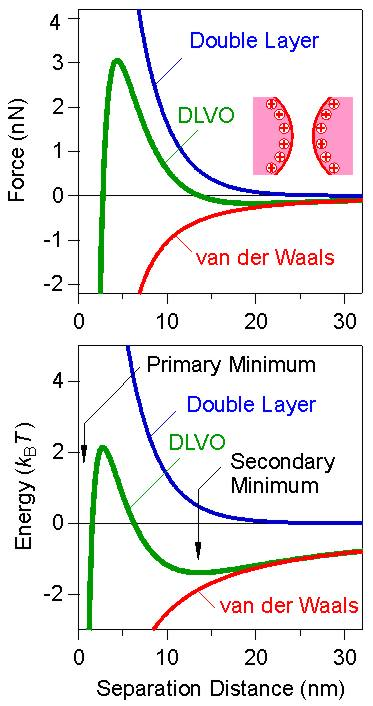 4
3
2
1
0
-1
-2
Force (nN)
Double Layer
DLVO
van der Waals
0
10
20
30
4
2
0
-2
Energy (kBT)
Primary Minimum
Double Layer
DLVO
Secondary
Minimum
van der Waals
0
10
20
30
Separation Distance (nm)